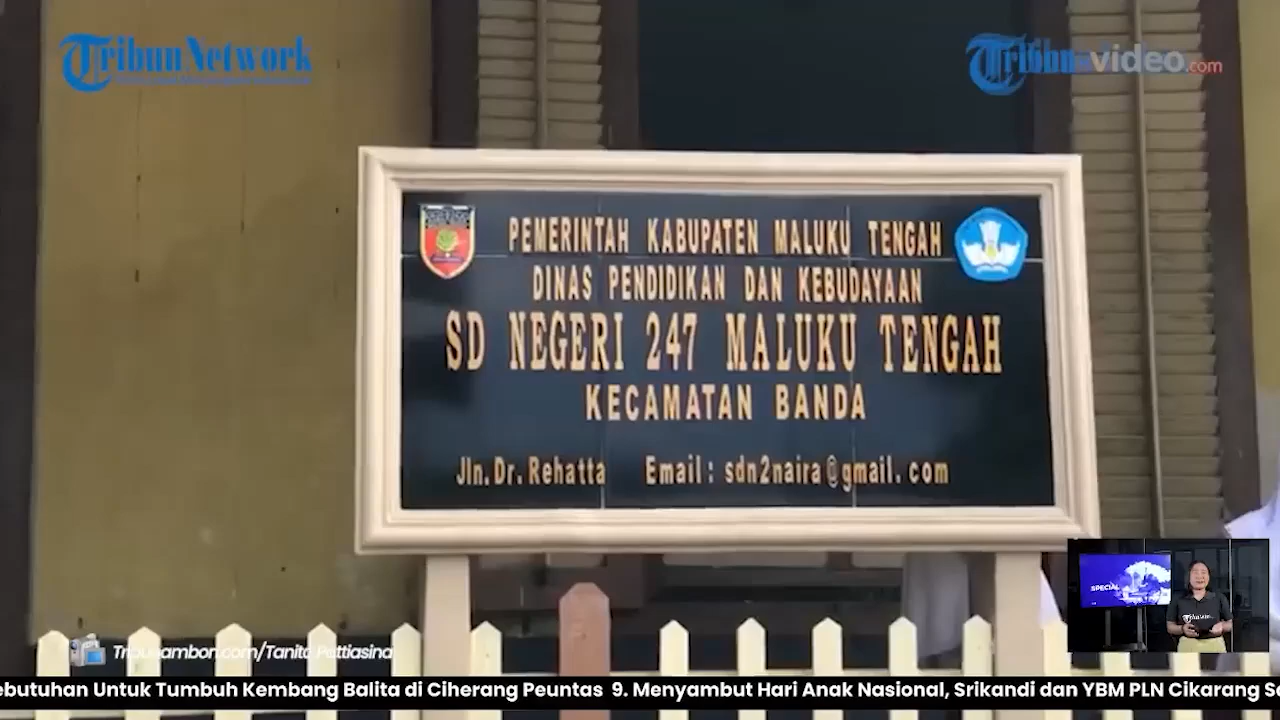 Tribun Network
Tribunvideo.com
PEMERINTAH KABUPATEN MALUKU TENGAH
DINAS PENDIDIKAN DAN KEBUDAYAAN
SD NEGERI 247 MALUKU TENGAH
KECAMATAN BANDA
Jln.Dr.Rehatta Email: sdn2naira@gmail.com
SPECIAL
Tribunambon.com/Tanita Pattiasina
ebutuhan Untuk Tumbuh Kembang Balita di Ciherang Peuntas 9. Menyambut Hari Anak Nasional, Srikandi dan YBM PLN Cikarang Se